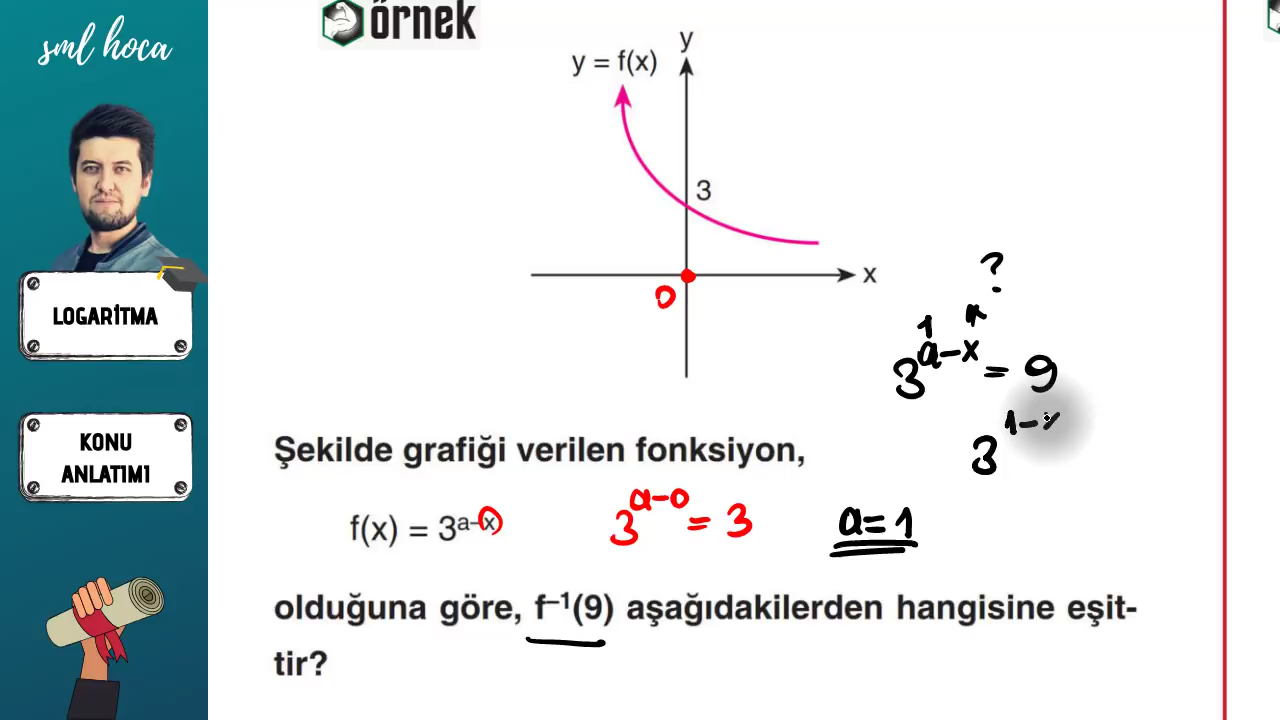 sml hoca
LOGARİTMA
KONU
ANLATIMI
örnek
y
y = f(x)
3
x
0
?
1 x
3^{a-x} = 9
3^{1-x}
Şekilde grafiği verilen fonksiyon,
f(x) = 3^{a-x} 3^{a-0} = 3 a = 1
olduğuna göre, f^{-1}(9) aşağıdakilerden hangisine eşit-
tir?